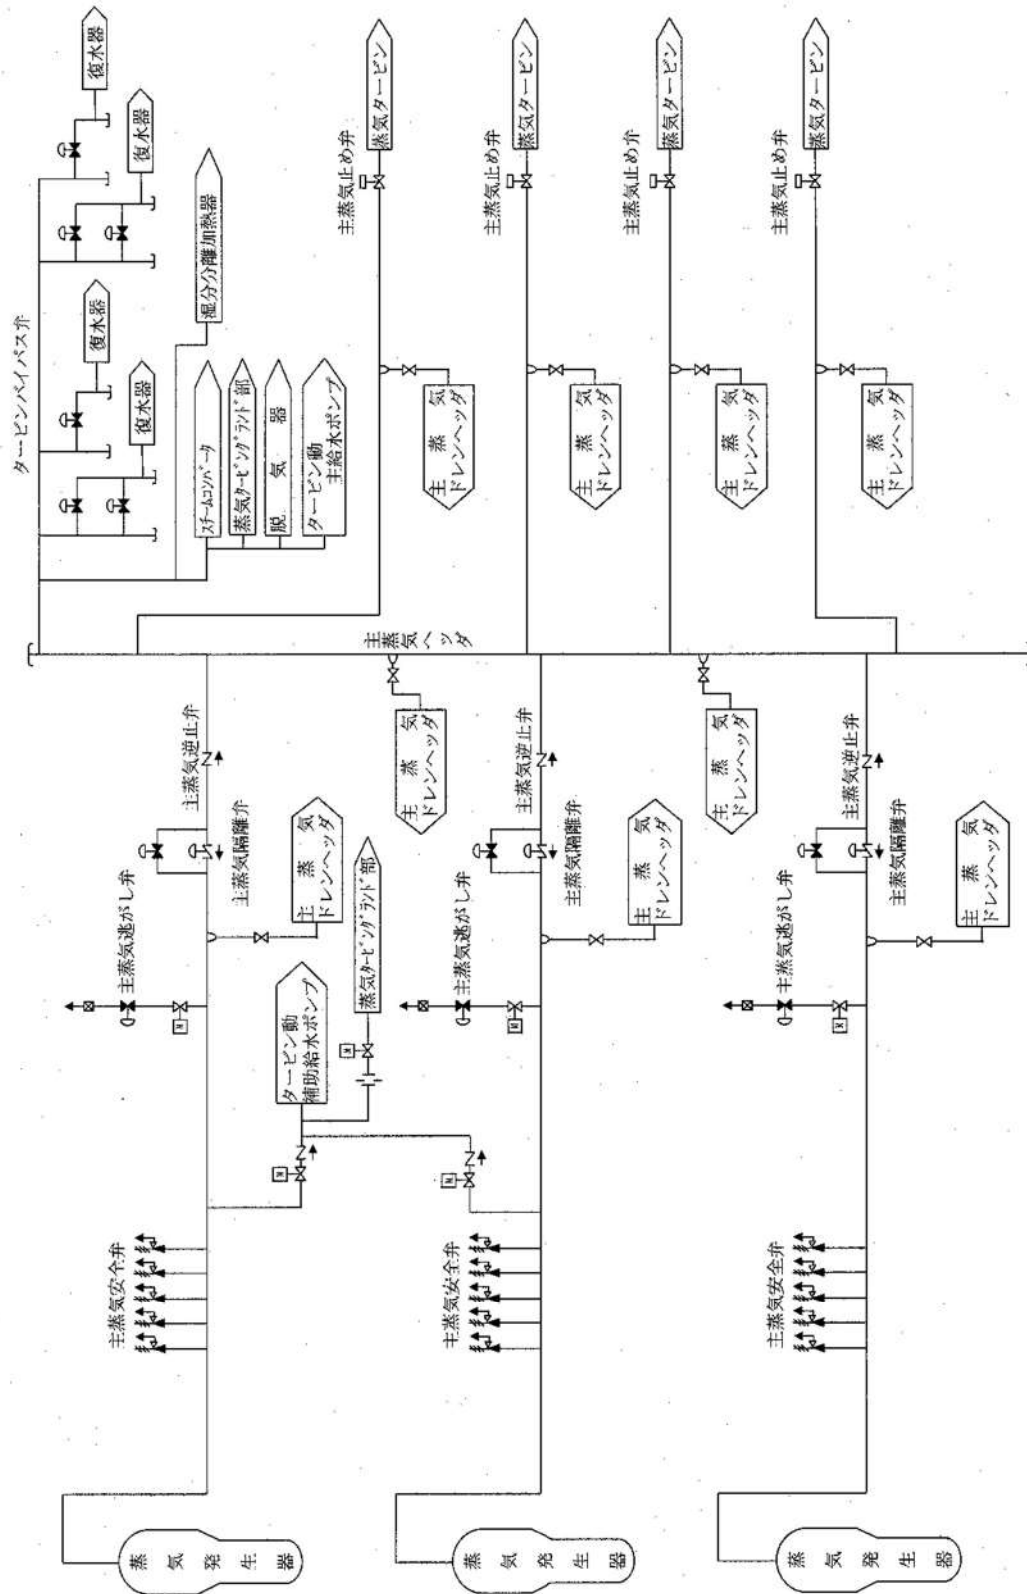 タービンバイパス弁
復水器
復水器
復水器
復水器
湿分分離加熱器
スチームコンバータ
蒸気タービングランド部
脱気器
タービン動
主給水ポンプ
主蒸気ヘッダ
主蒸気止め弁
蒸気タービン
主蒸気止め弁
蒸気タービン
主蒸気止め弁
蒸気タービン
主蒸気止め弁
蒸気タービン
主蒸気
ドレンヘッダ
主蒸気
ドレンヘッダ
主蒸気
ドレンヘッダ
主蒸気
ドレンヘッダ
主蒸気
ドレンヘッダ
主蒸気
ドレンヘッダ
蒸気発生器
主蒸気安全弁
主蒸気逃がし弁
M
主蒸気隔離弁
主蒸気逆止弁
主蒸気
ドレンヘッダ
M
タービン動
補助給水ポンプ
M
蒸気タービングランド部
M
蒸気発生器
主蒸気安全弁
主蒸気逃がし弁
M
主蒸気隔離弁
主蒸気逆止弁
主蒸気
ドレンヘッダ
蒸気発生器
主蒸気安全弁
主蒸気逃がし弁
M
主蒸気隔離弁
主蒸気逆止弁
主蒸気
ドレンヘッダ